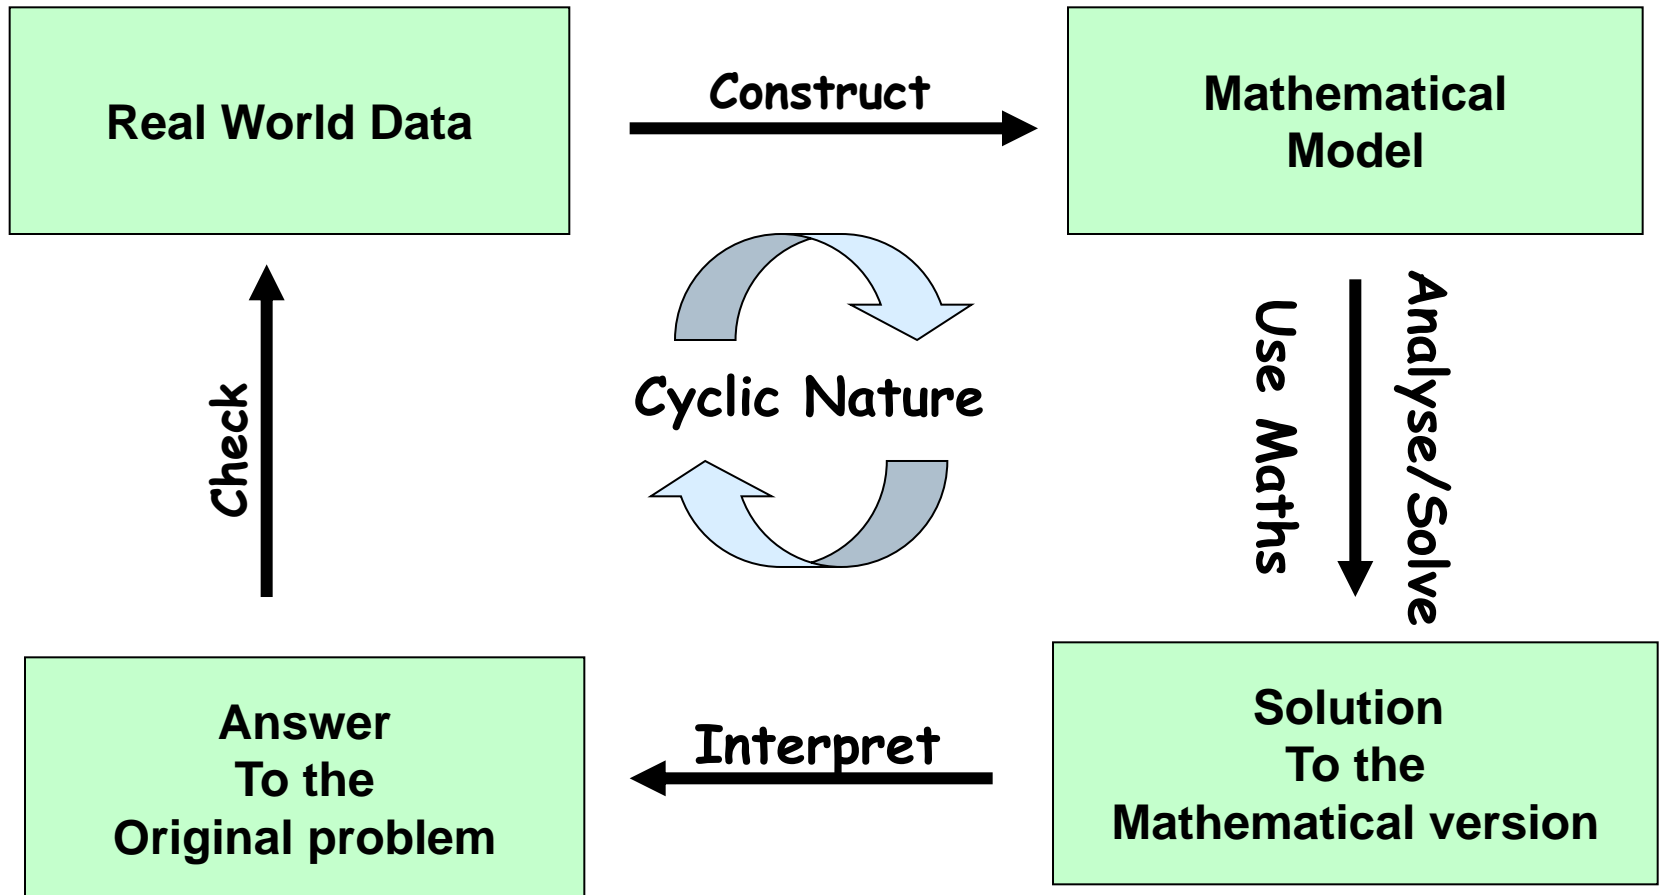 Real World Data
Construct
Mathematical
Model
Use Maths
Analyse/Solve
Cyclic Nature
Check
Solution
To the
Mathematical version
Interpret
Answer
To the
Original problem